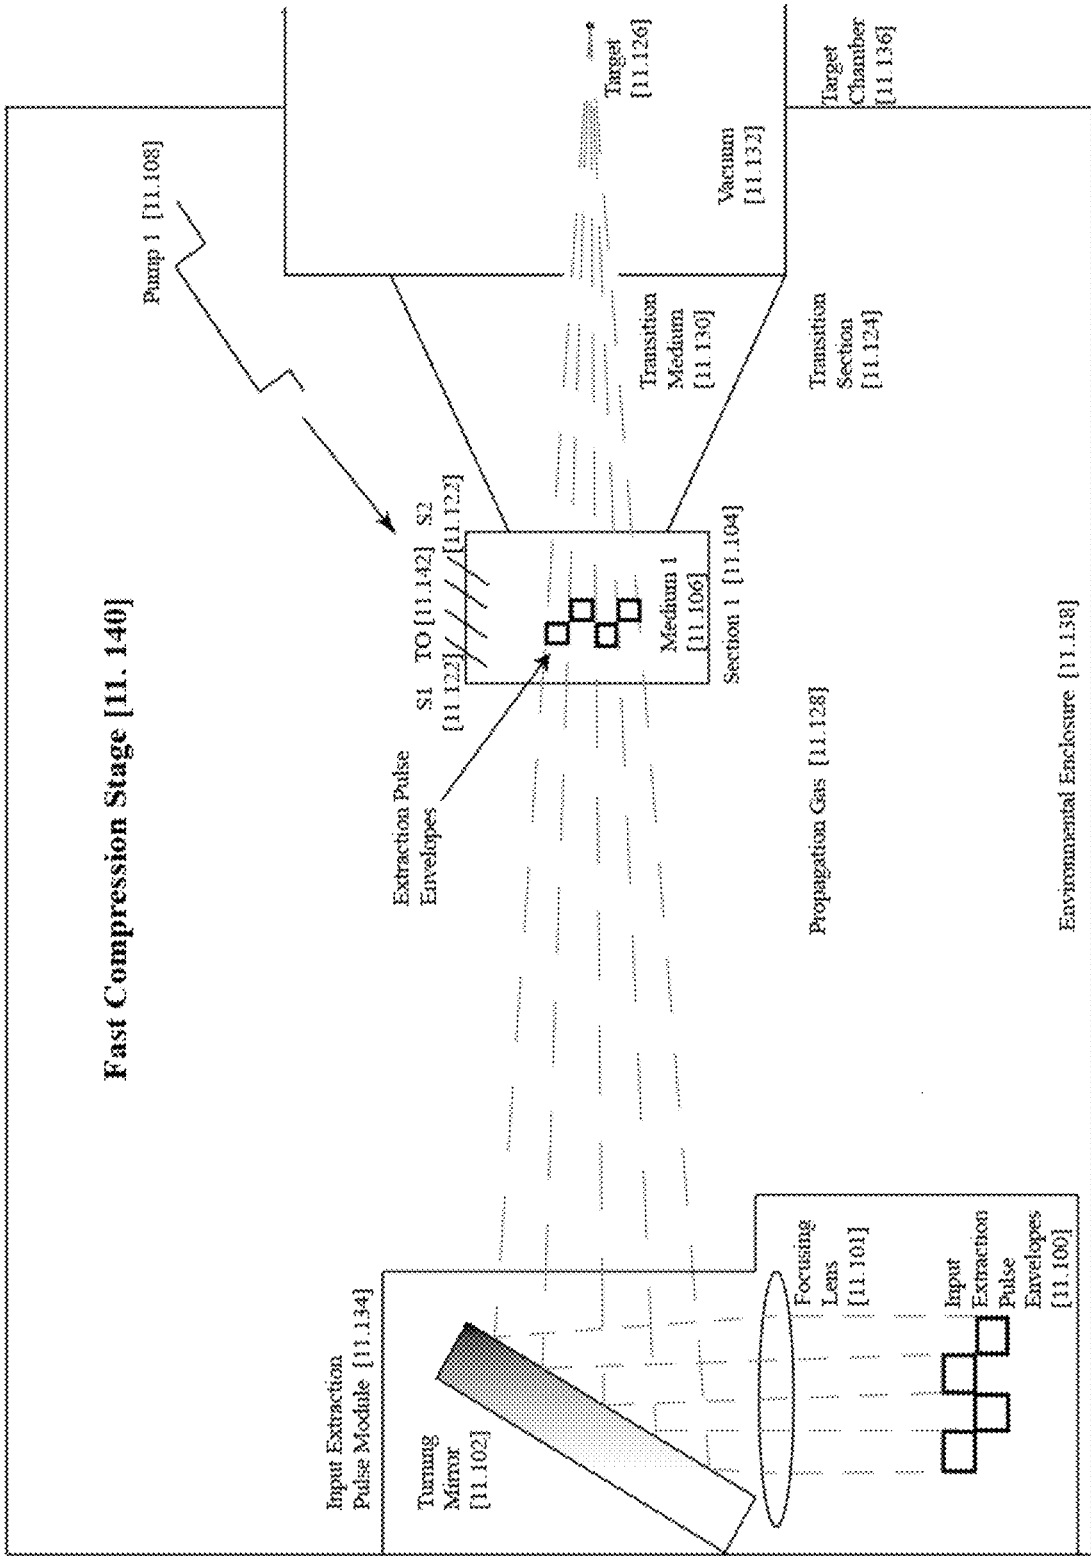 Fast Compression Stage [11. 140]
Pump 1 [11.108]
Input Extraction
Pulse Module [11.134]
Turning
Mirror
[11.102]
Extraction Pulse
Envelopes
S1 TO [11.142] S2
[11.122]
[11.122]
Target
[11.126]
Vacuum
[11.132]
Target
Chamber
[11.136]
Transition
Medium
[11.130]
Transition
Section
[11.124]
Medium 1
[11.106]
Section 1 [11.104]
Propagation Gas [11.128]
Focusing
Lens
[11.101]
Input
Extraction
Pulse
Envelopes
[11.100]
Environmental Enclosure [11.138]